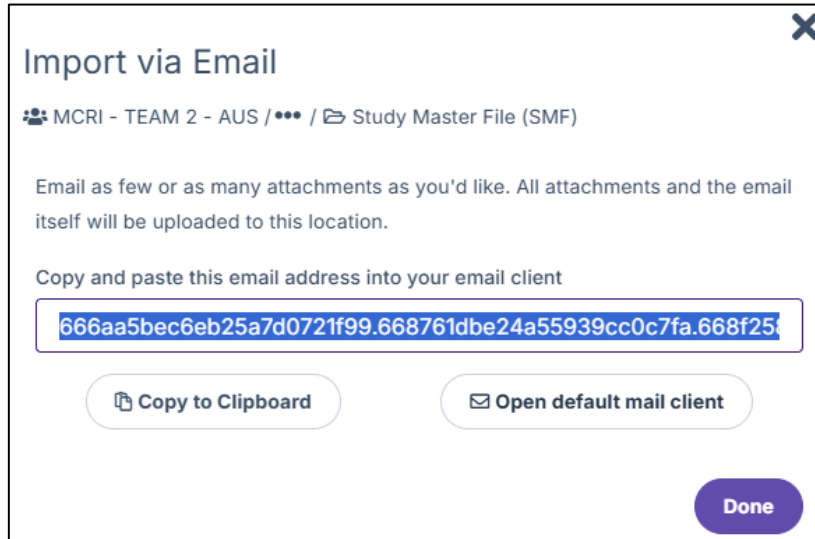 Import via Email
MCRI - TEAM 2 - AUS / ••• / Study Master File (SMF)
Email as few or as many attachments as you'd like. All attachments and the email
itself will be uploaded to this location.
Copy and paste this email address into your email client
666aa5bec6eb25a7d0721f99.668761dbe24a55939cc0c7fa.668f258
Copy to Clipboard
Open default mail client
Done